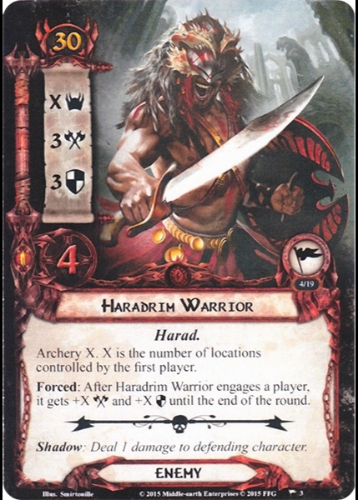 30
X
3
3
4
4/19
HARADRIM WARRIOR
Harad.
Archery X. X is the number of locations
controlled by the first player.
Forced: After Haradrim Warrior engages a player,
it gets +X and +X until the end of the round.
Shadow: Deal 1 damage to defending character.
ENEMY
Illus. Smirtouille
© 2015 Middle-earth Enterprises © 2015 FFG
3